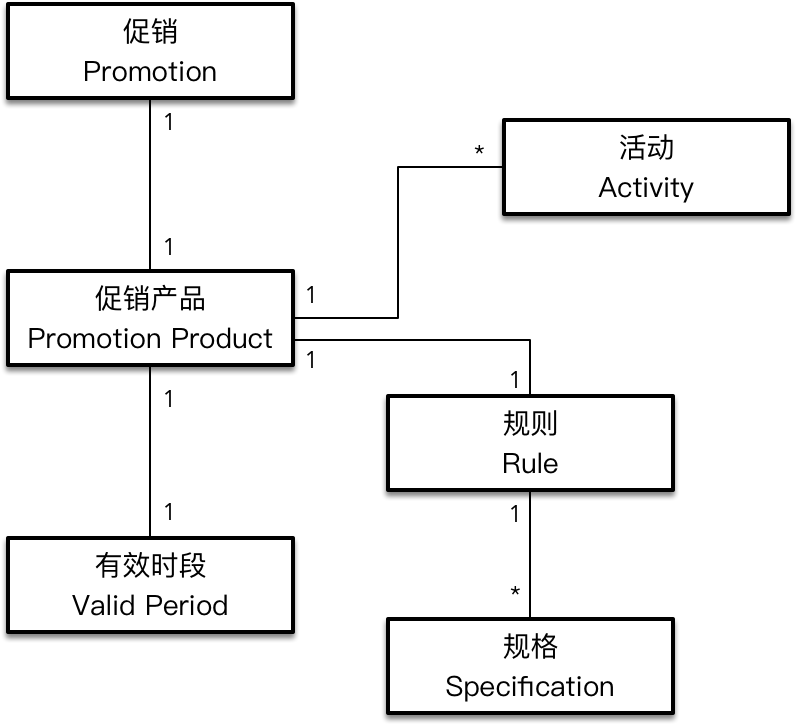 促销
Promotion
1
1
促销产品
Promotion Product
1
*
活动
Activity
1
1
规则
Rule
1
*
规格
Specification
1
1
有效时段
Valid Period